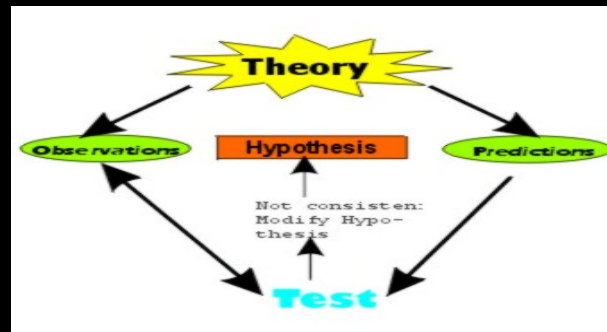 Theory
Observations
Hypothesis
Predictions
Not consisten:
Modify Hypo-
thesis
Test